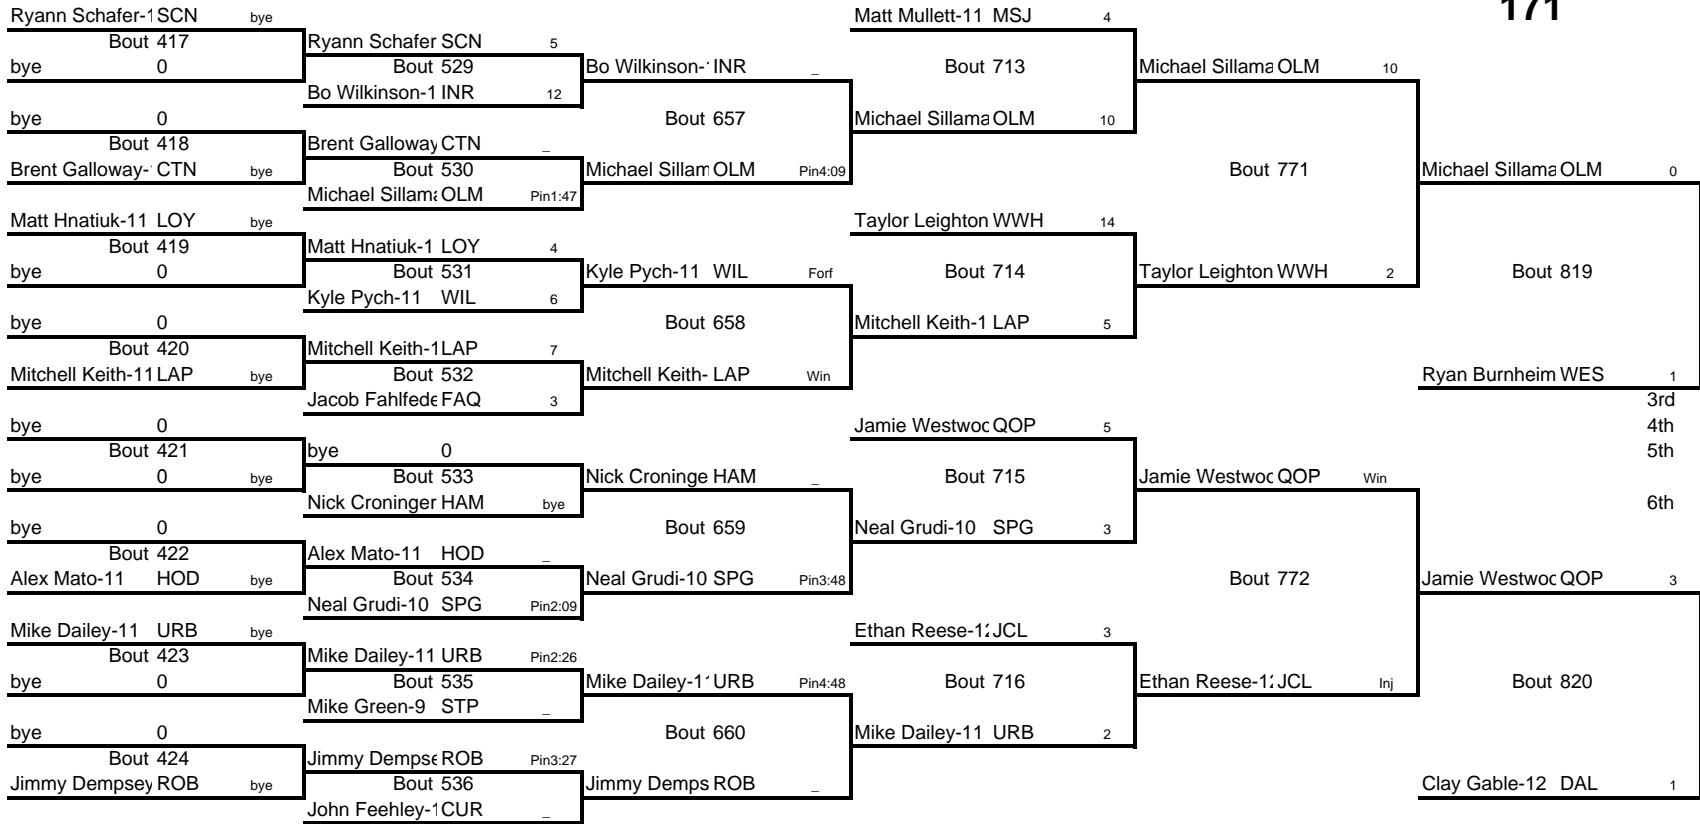 Ryann Schafer-1 SCN bye Matt Mullett-11 MSJ 4 171
Bout 417 Ryann Schafer SCN 5
bye 0 Bout 529 Bo Wilkinson-1 INR _ Bout 713 Michael Sillama OLM 10
Bo Wilkinson-1 INR 12
bye 0 Bout 657 Michael Sillama OLM 10
Bout 418 Brent Galloway CTN _
Brent Galloway- CTN bye Bout 530 Michael Sillam OLM Pin4:09 Bout 771 Michael Sillama OLM 0
Michael Sillama OLM Pin1:47
Matt Hnatiuk-11 LOY bye Taylor Leighton WWH 14
Bout 419 Matt Hnatiuk-1 LOY 4
bye 0 Bout 531 Kyle Pych-11 WIL Forf Bout 714 Taylor Leighton WWH 2 Bout 819
Kyle Pych-11 WIL 6
bye 0 Bout 658 Mitchell Keith-1 LAP 5
Bout 420 Mitchell Keith-1 LAP 7
Mitchell Keith-11 LAP bye Bout 532 Mitchell Keith- LAP Win Ryan Burnheim WES 1
Jacob Fahlfede FAQ 3 3rd
bye 0 Jamie Westwoo QOP 5 4th
Bout 421 bye 0 5th
bye 0 bye Bout 533 Nick Croninge HAM _ Bout 715 Jamie Westwoo QOP Win
Nick Croninger HAM bye 6th
bye 0 Bout 659 Neal Grudi-10 SPG 3
Bout 422 Alex Mato-11 HOD _
Alex Mato-11 HOD bye Bout 534 Neal Grudi-10 SPG Pin3:48 Bout 772 Jamie Westwoo QOP 3
Neal Grudi-10 SPG Pin2:09
Mike Dailey-11 URB bye Ethan Reese-12 JCL 3
Bout 423 Mike Dailey-11 URB Pin2:26
bye 0 Bout 535 Mike Dailey-11 URB Pin4:48 Bout 716 Ethan Reese-12 JCL Inj Bout 820
Mike Green-9 STP _
bye 0 Bout 660 Mike Dailey-11 URB 2
Bout 424 Jimmy Dempse ROB Pin3:27
Jimmy Dempsey ROB bye Bout 536 Jimmy Demps ROB _ Clay Gable-12 DAL 1
John Feehley-1 CUR _